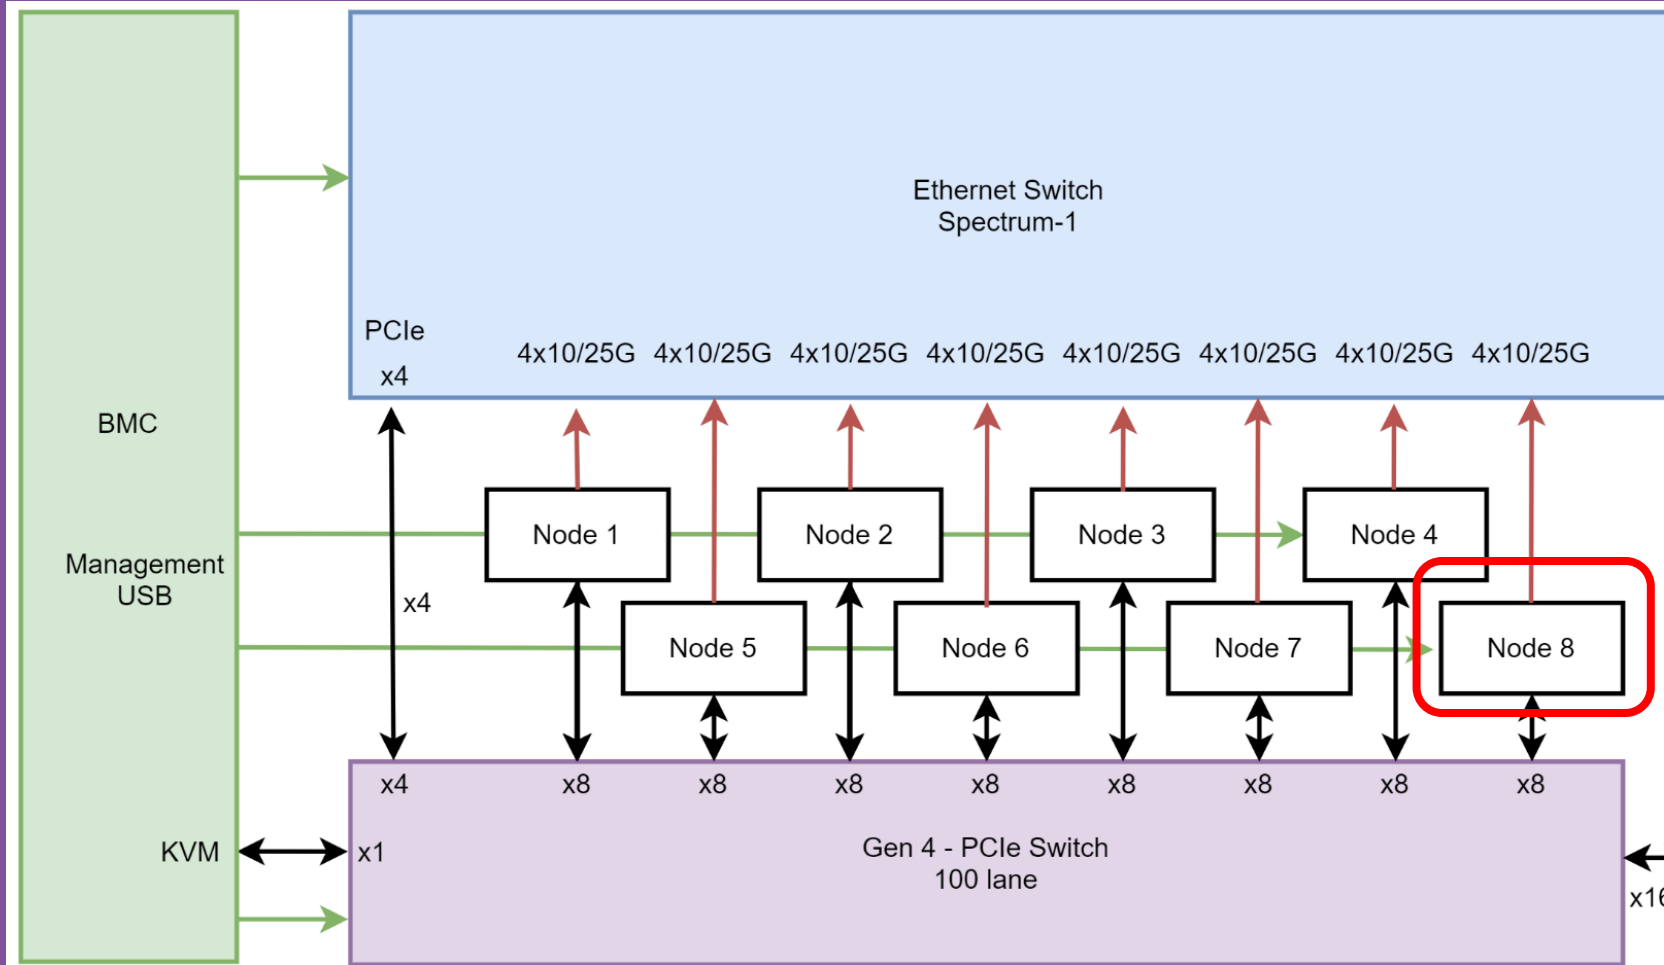 Ethernet Switch
Spectrum-1
PCIe
x4
4x10/25G 4x10/25G 4x10/25G 4x10/25G 4x10/25G 4x10/25G 4x10/25G 4x10/25G
BMC
Management
USB
Node 1
Node 2
Node 3
Node 4
x4
Node 5
Node 6
Node 7
Node 8
x4 x8 x8 x8 x8 x8 x8 x8 x8
KVM
x1
Gen 4 - PCIe Switch
100 lane